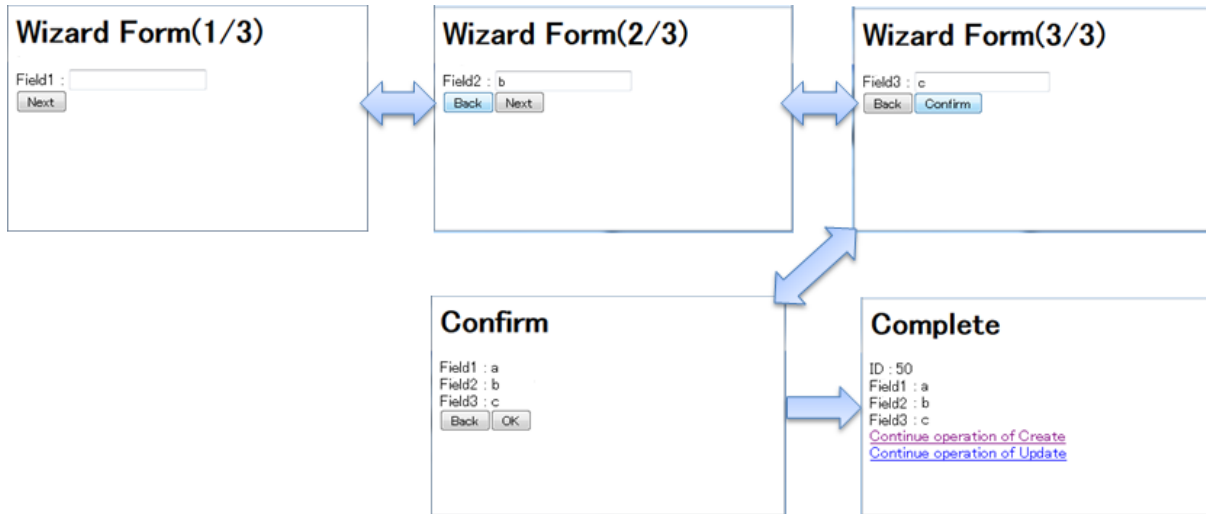 Wizard Form(1/3)
Field1 :
Next
Wizard Form(2/3)
Field2 : b
Back Next
Wizard Form(3/3)
Field3 : c
Back Confirm
Confirm
Field1 : a
Field2 : b
Field3 : c
Back OK
Complete
ID : 50
Field1 : a
Field2 : b
Field3 : c
Continue operation of Create
Continue operation of Update